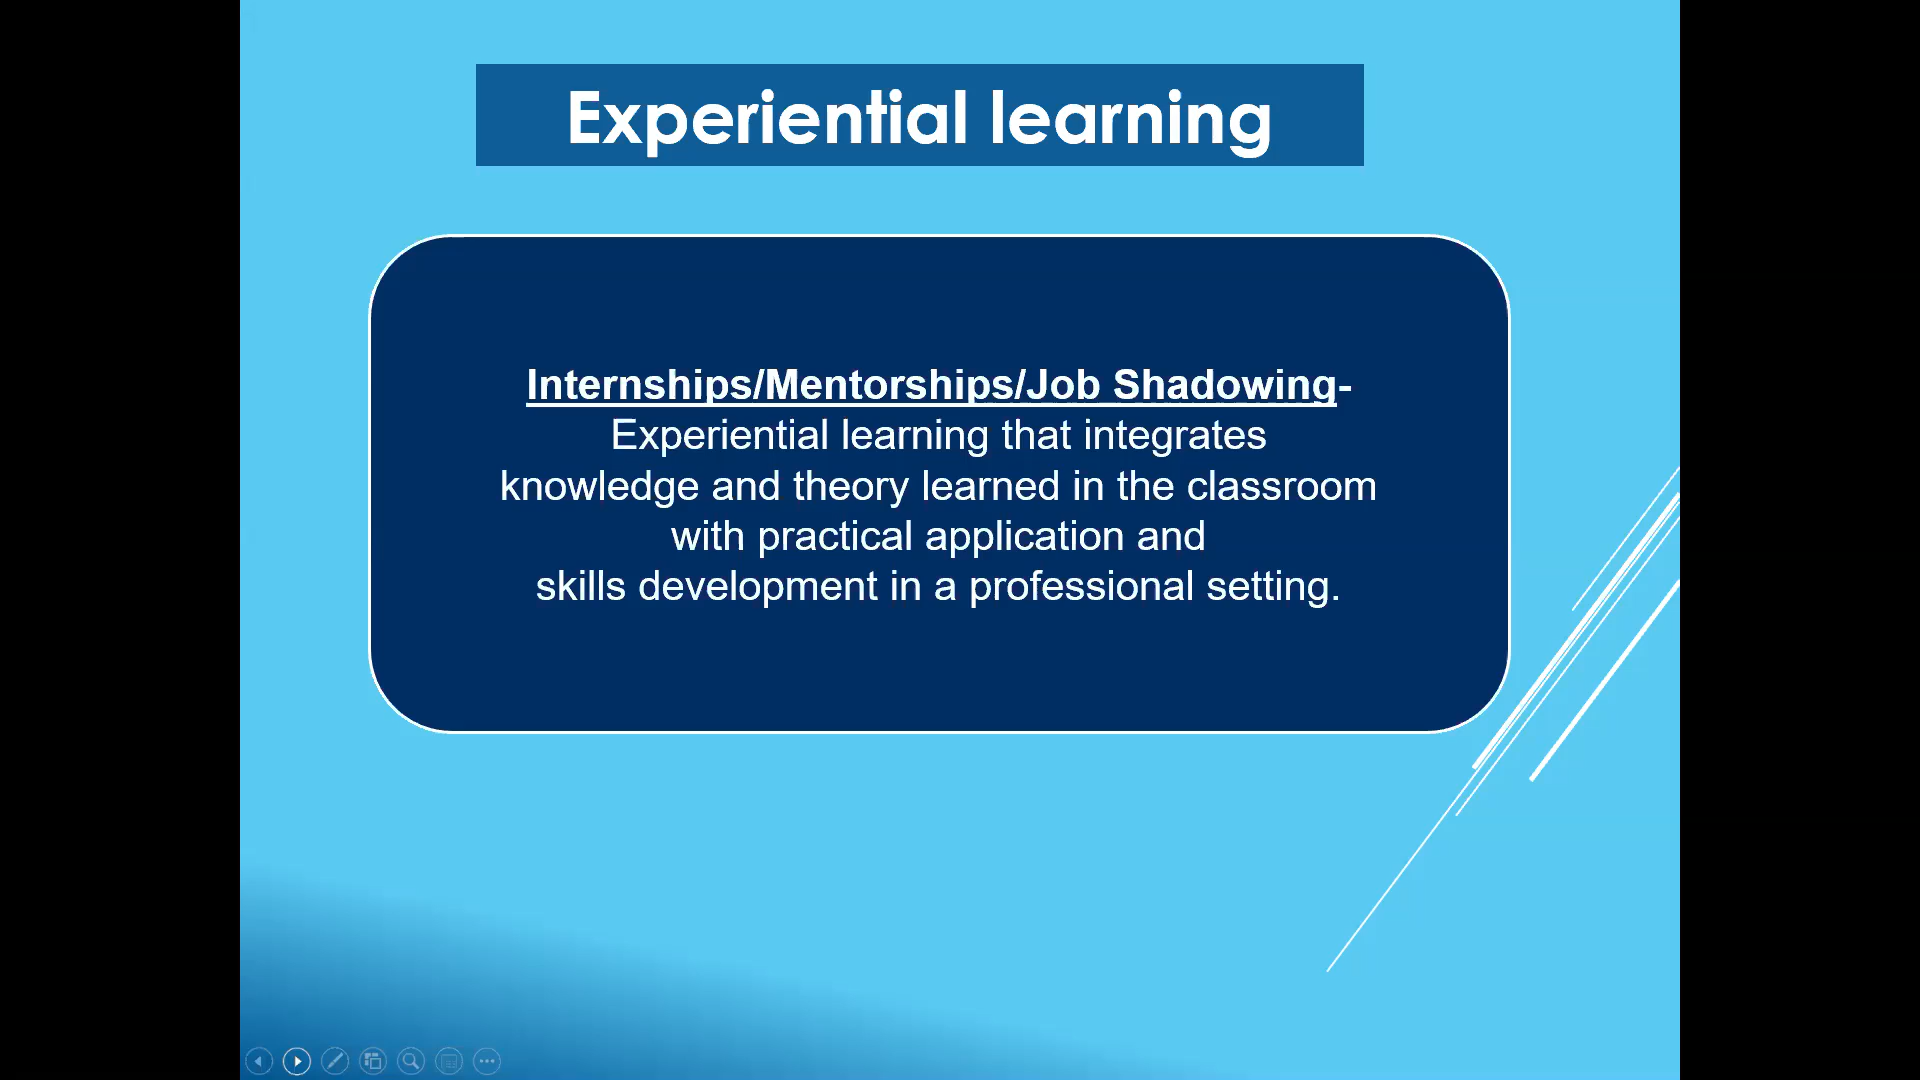 Experiential learning
Internships/Mentorships/Job Shadowing-
Experiential learning that integrates
knowledge and theory learned in the classroom
with practical application and
skills development in a professional setting.